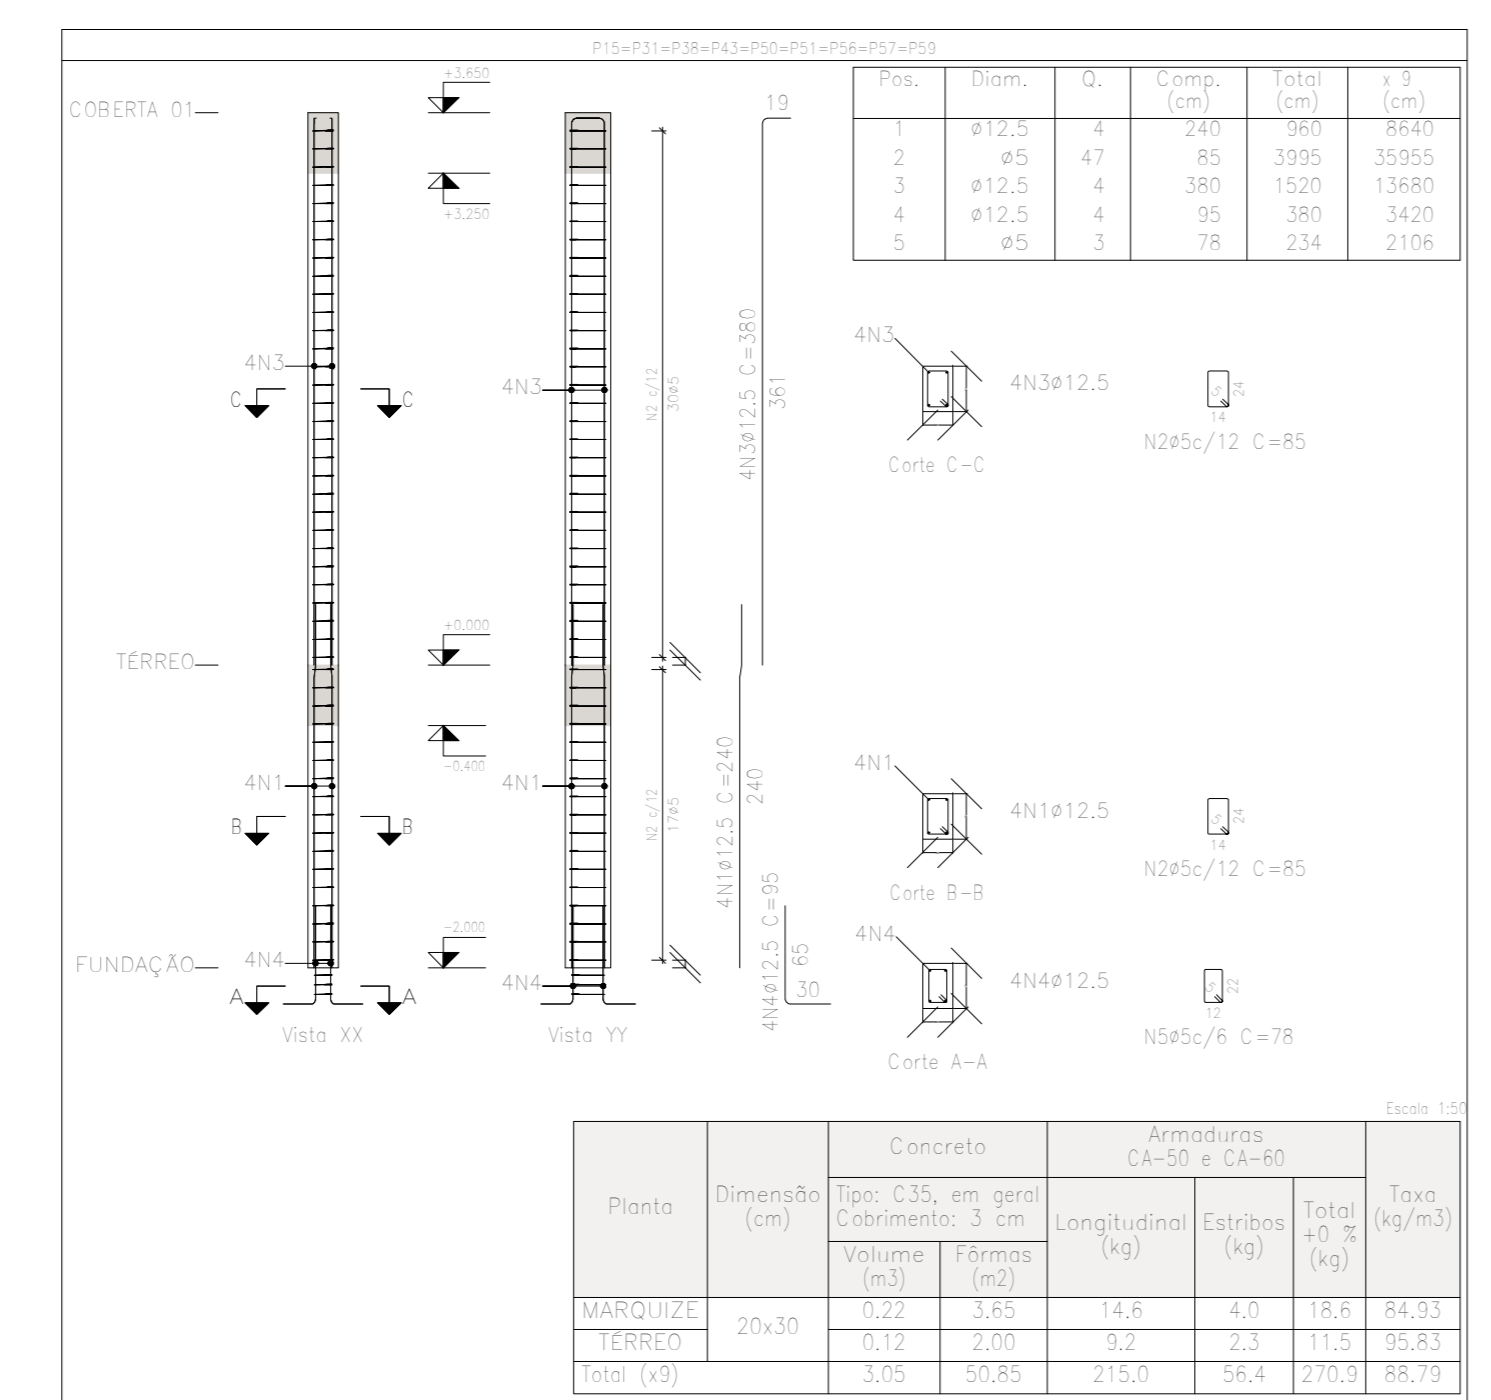 P15=P31=P38=P43=P50=P51=P56=P57=P59
Pos. Diam. Q. Comp. (cm) Total (cm) x 9 (cm)
1 ø12.5 4 240 960 8640
2 ø5 47 85 3995 35955
3 ø12.5 4 380 1520 13680
4 ø12.5 4 95 380 3420
5 ø5 3 78 234 2106
COBERTA 01
+3.650
+3.250
19
4N3
C C
4N3
N2 c/12
30ø5
4N3ø12.5 C=380
361
4N3
4N3ø12.5
Corte C-C
5
24
14
N2ø5c/12 C=85
TÉRREO
+0.000
-0.400
4N1
B B
4N1
N2 c/12
17ø5
4N1ø12.5 C=240
240
4N1
4N1ø12.5
Corte B-B
5
24
14
N2ø5c/12 C=85
FUNDAÇÃO
-2.000
4N4
A A
4N4
4N4ø12.5 C=95
65
30
4N4
4N4ø12.5
Corte A-A
5
22
12
N5ø5c/6 C=78
Vista XX
Vista YY
Escala 1:50
Planta
Dimensão
(cm)
Concreto
Tipo: C35, em geral
Cobrimento: 3 cm
Volume
(m3)
Fôrmas
(m2)
Armaduras
CA-50 e CA-60
Longitudinal
(kg)
Estribos
(kg)
Total
+0 %
(kg)
Taxa
(kg/m3)
MARQUIZE 20x30 0.22 3.65 14.6 4.0 18.6 84.93
TÉRREO 0.12 2.00 9.2 2.3 11.5 95.83
Total (x9) 3.05 50.85 215.0 56.4 270.9 88.79